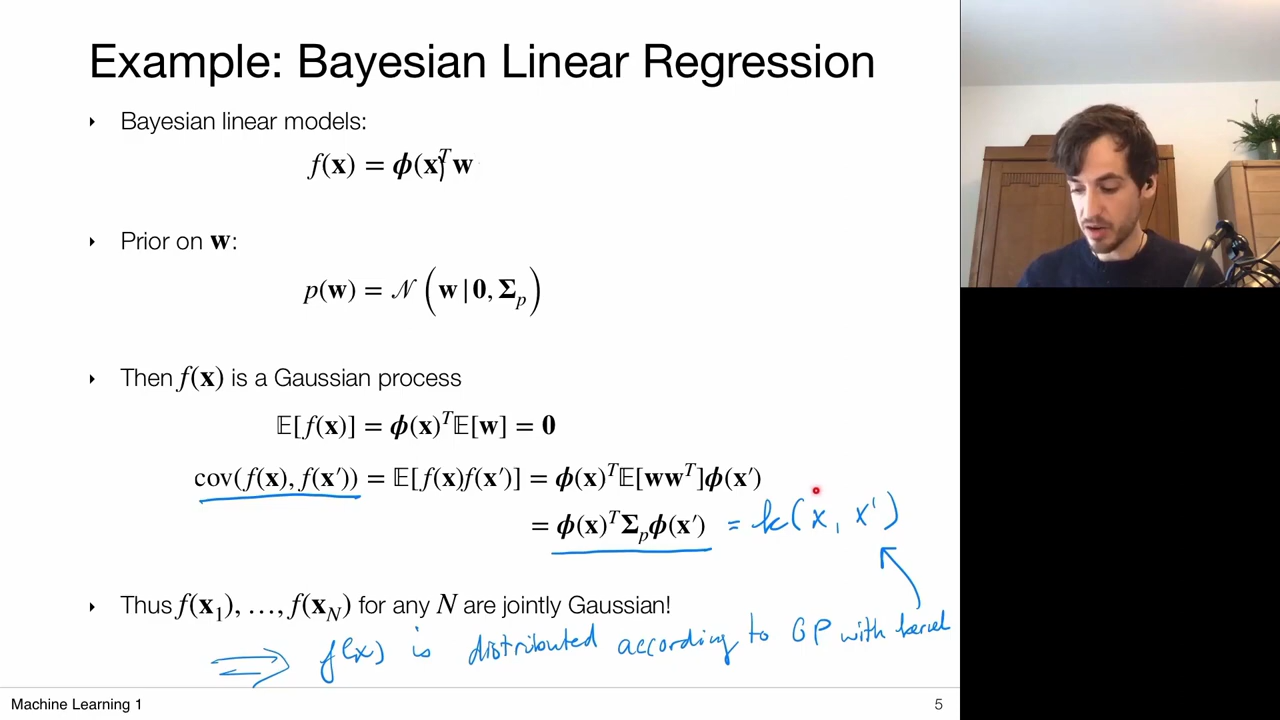 Example: Bayesian Linear Regression
‣ Bayesian linear models:
f(x) = ϕ(x)ᵀw
‣ Prior on w:
p(w) = 𝒩 (w | 0, Σₚ)
‣ Then f(x) is a Gaussian process
𝔼[f(x)] = ϕ(x)ᵀ𝔼[w] = 0
cov(f(x), f(x′)) = 𝔼[f(x)f(x′)] = ϕ(x)ᵀ𝔼[wwᵀ]ϕ(x′)
= ϕ(x)ᵀΣₚϕ(x′) = k(x, x')
‣ Thus f(x₁), …, f(x_N) for any N are jointly Gaussian!
⇒ f(x) is distributed according to GP with kernel
Machine Learning 1 5